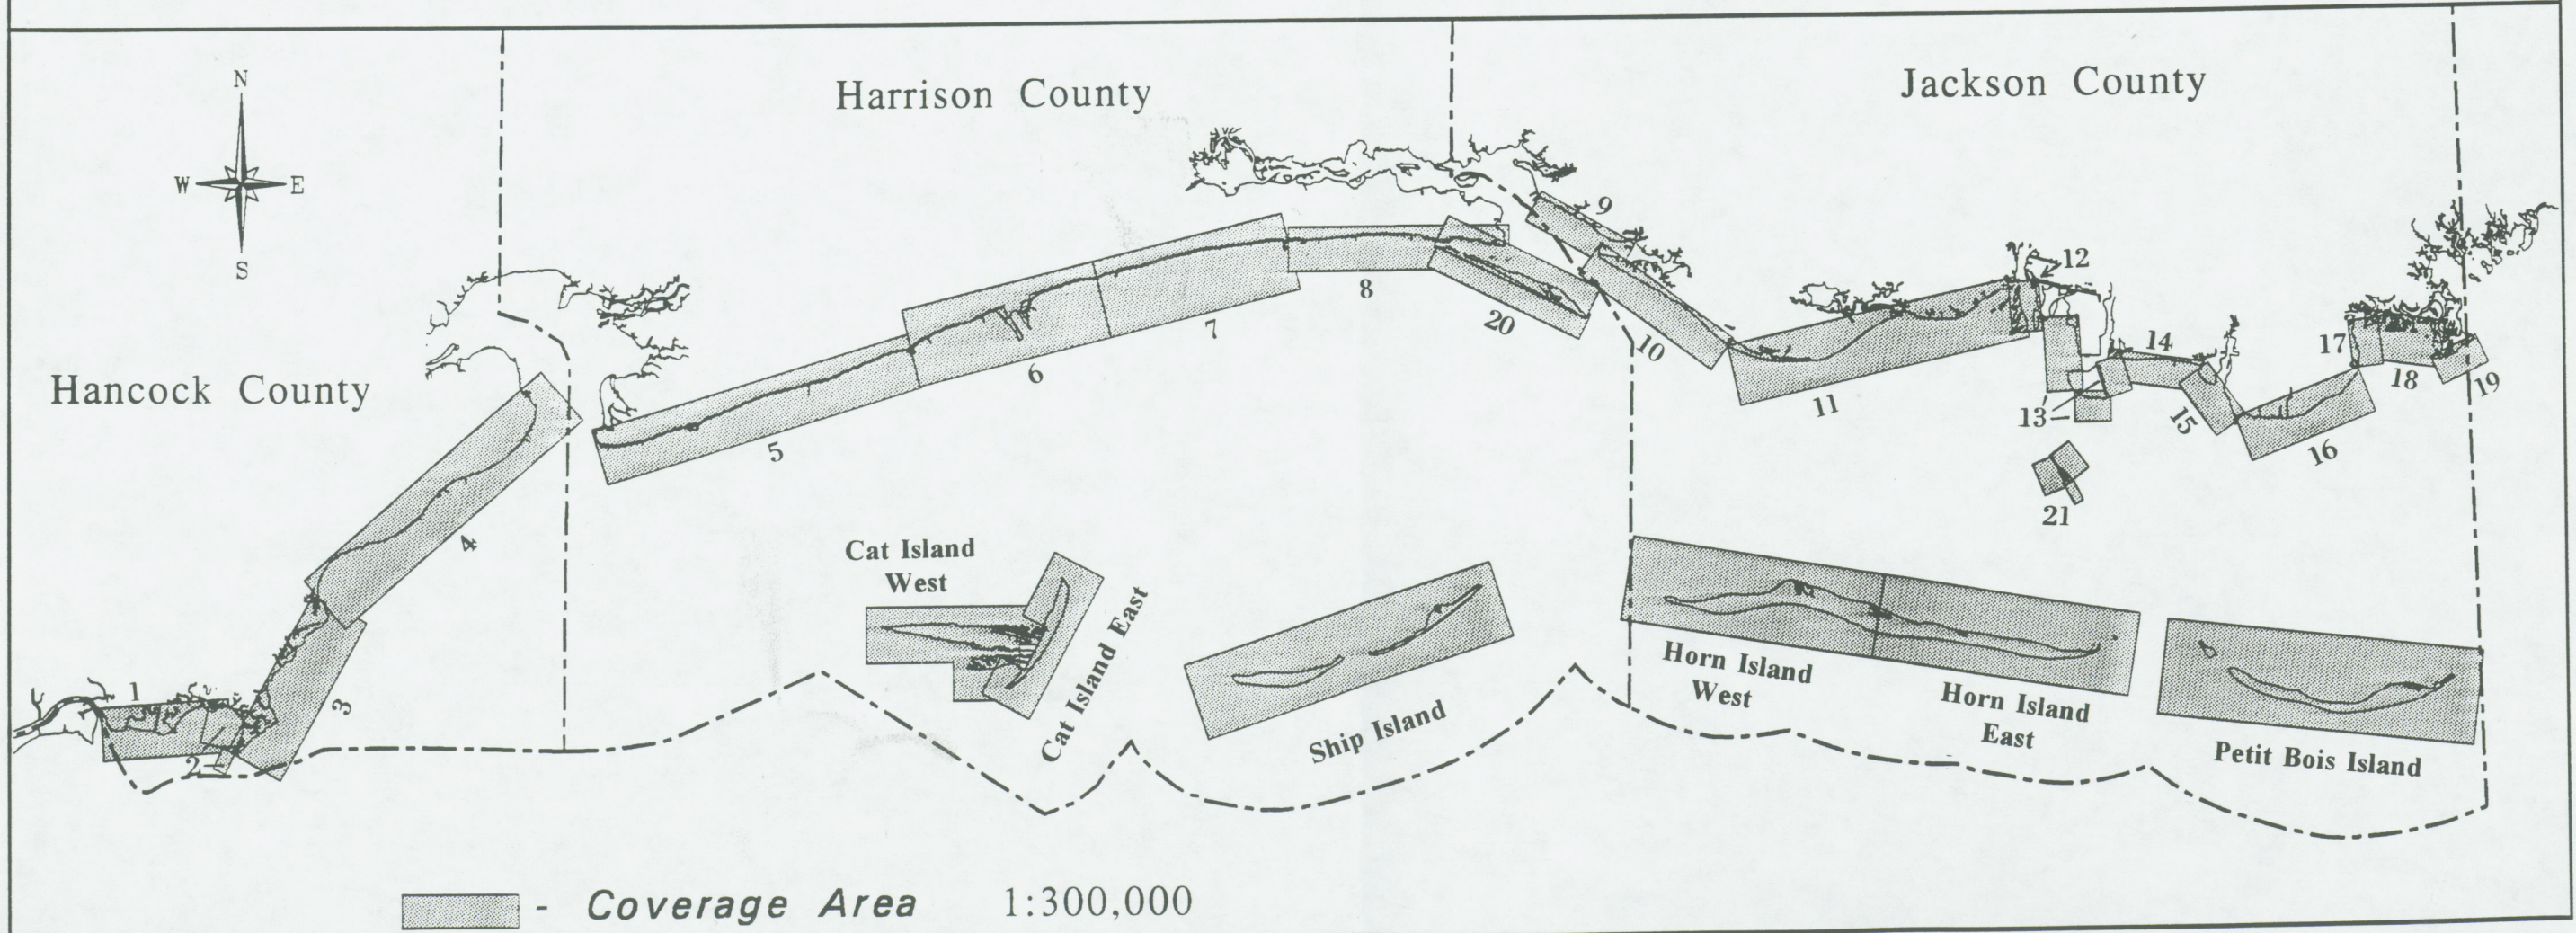 Harrison County
Jackson County
N
W E
S
Hancock County
9
12
8
20
7
6
10
11
5
14
17
18
19
13
15
16
21
4
3
1
2
Cat Island
West
Cat Island East
Ship Island
Horn Island
West
Horn Island
East
Petit Bois Island
- Coverage Area 1:300,000